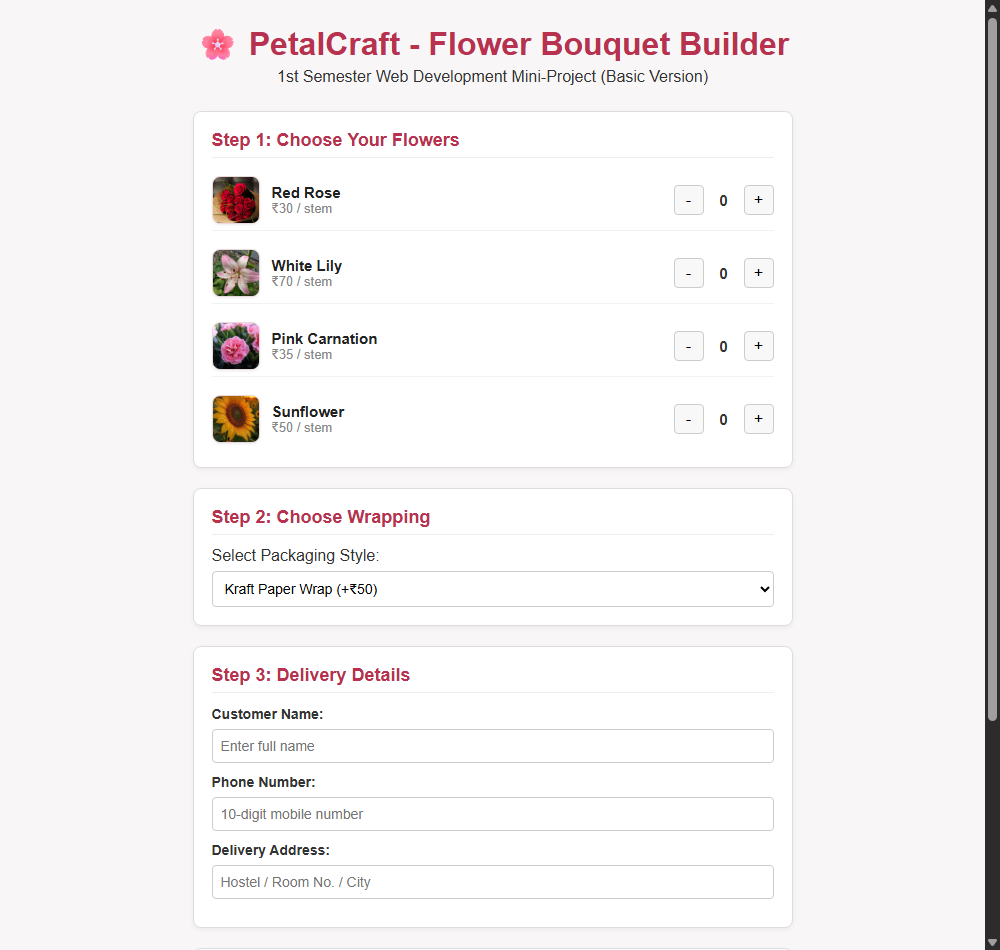 🌸 PetalCraft - Flower Bouquet Builder
1st Semester Web Development Mini-Project (Basic Version)
Step 1: Choose Your Flowers
Red Rose
₹30 / stem
- 0 +
White Lily
₹70 / stem
- 0 +
Pink Carnation
₹35 / stem
- 0 +
Sunflower
₹50 / stem
- 0 +
Step 2: Choose Wrapping
Select Packaging Style:
Kraft Paper Wrap (+₹50)
Step 3: Delivery Details
Customer Name:
Enter full name
Phone Number:
10-digit mobile number
Delivery Address:
Hostel / Room No. / City